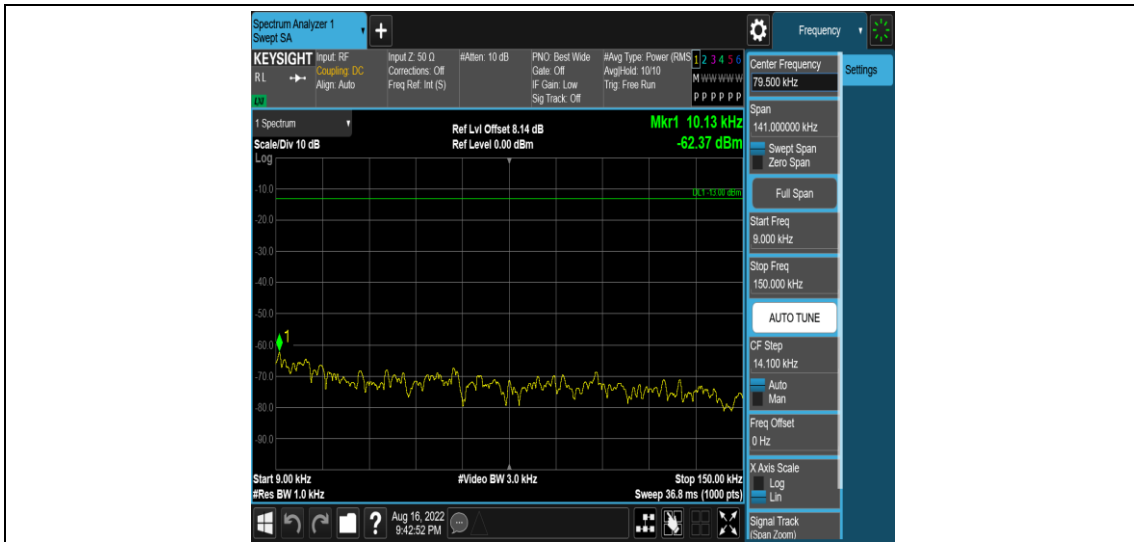 Spectrum Analyzer 1
Swept SA
+
Frequency
KEYSIGHT Input: RF Input Z: 50 Ω #Atten: 10 dB PNO: Best Wide #Avg Type: Power (RMS 1 2 3 4 5 6
RL Coupling: DC Corrections: Off Gate: Off Avg|Hold: 10/10 M W W W W W
Align: Auto Freq Ref: Int (S) IF Gain: Low Trig: Free Run
Sig Track: Off P P P P P P
LXI
1 Spectrum
Ref Lvl Offset 8.14 dB
Mkr1 10.13 kHz
Scale/Div 10 dB
Ref Level 0.00 dBm
-62.37 dBm
Log
DL1 -13.00 dBm
-10.0
-20.0
-30.0
-40.0
-50.0
-60.0
1
-70.0
-80.0
-90.0
Start 9.00 kHz #Video BW 3.0 kHz Stop 150.00 kHz
#Res BW 1.0 kHz Sweep 36.8 ms (1000 pts)
?
Aug 16, 2022
9:42:52 PM
Center Frequency
79.500 kHz
Settings
Span
141.000000 kHz
Swept Span
Zero Span
Full Span
Start Freq
9.000 kHz
Stop Freq
150.000 kHz
AUTO TUNE
CF Step
14.100 kHz
Auto
Man
Freq Offset
0 Hz
X Axis Scale
Log
Lin
Signal Track
(Span Zoom)